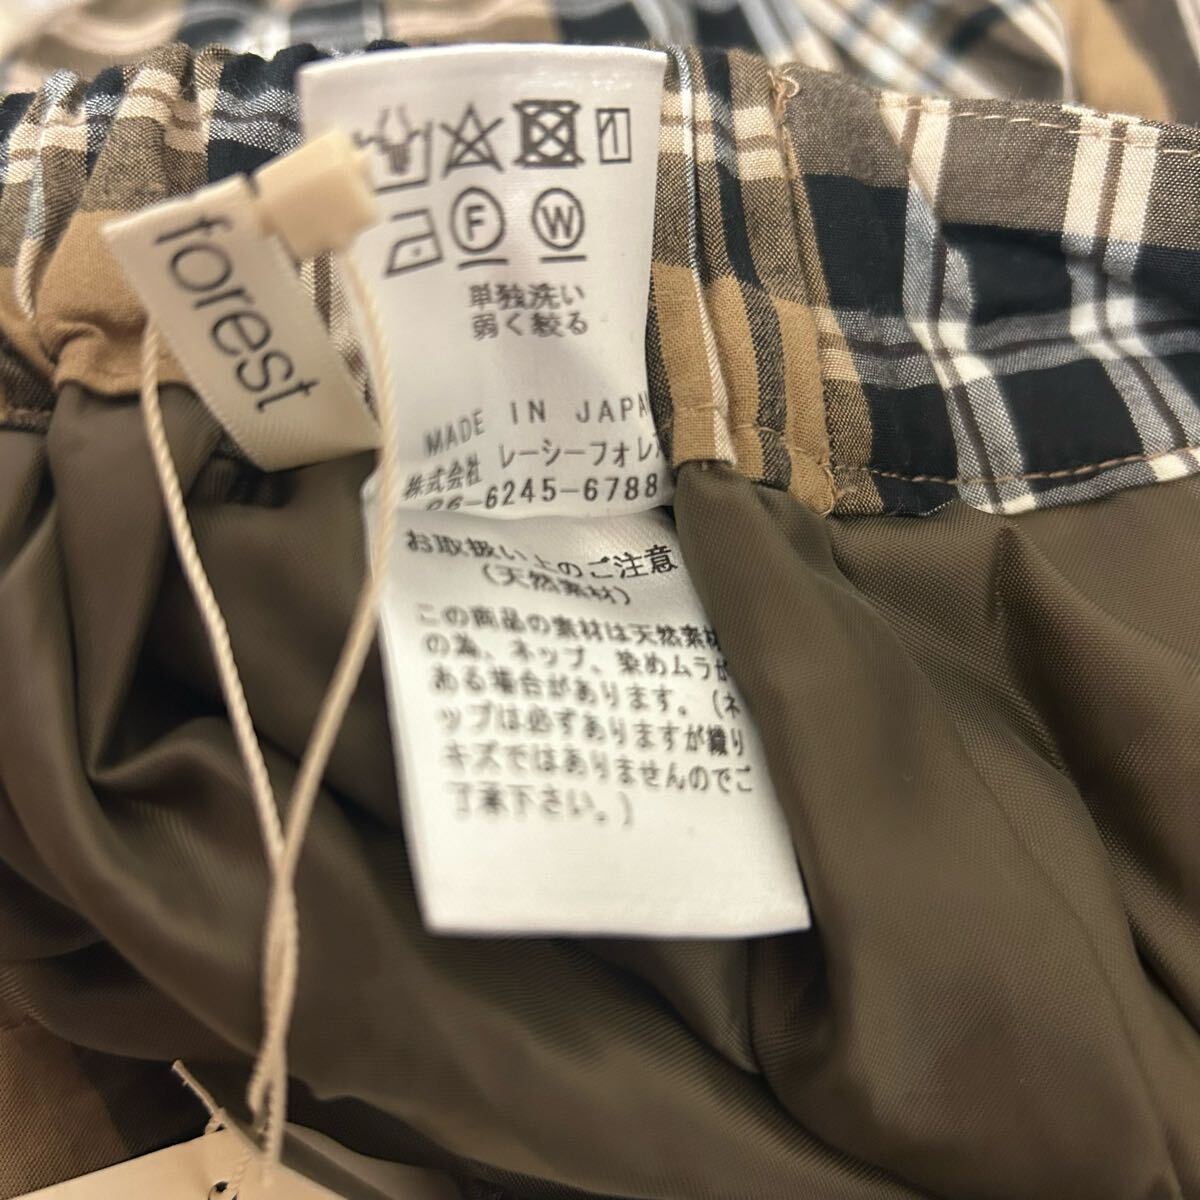 forest
F W
単独洗い
弱く絞る
MADE IN JAPA
株式会社 レーシーフォレス
06-6245-6788
お取扱い上のご注意
(天然素材)
この商品の素材は天然素材
の為、ネップ、染めムラが
ある場合があります。(ネ
ップは必ずありますが織り
キズではありませんのでご
了承下さい。)